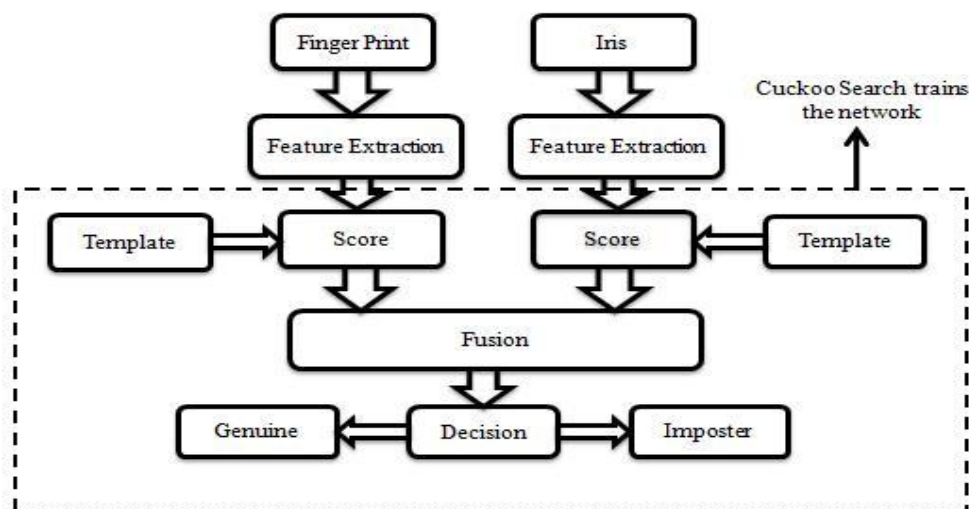 Finger Print
Iris
Cuckoo Search trains
the network
Feature Extraction
Feature Extraction
Template
Score
Score
Template
Fusion
Genuine
Decision
Imposter